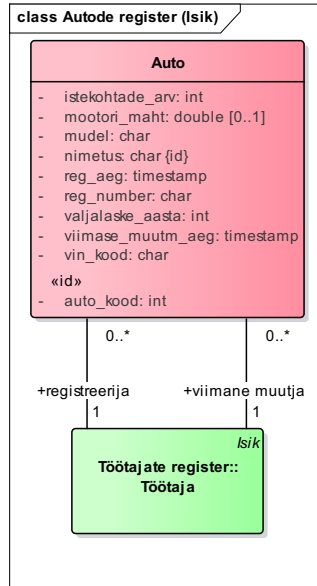 class Autode register (Isik)
Auto
- istekohtade_arv: int
- mootori_maht: double [0..1]
- mudel: char
- nimetus: char {id}
- reg_aeg: timestamp
- reg_number: char
- valjalaske_aasta: int
- viimase_muutm_aeg: timestamp
- vin_kood: char
«id»
- auto_kood: int
0..* 0..*
+registreerija +viimane muutja
1 1
Isik
Töötajate register::
Töötaja